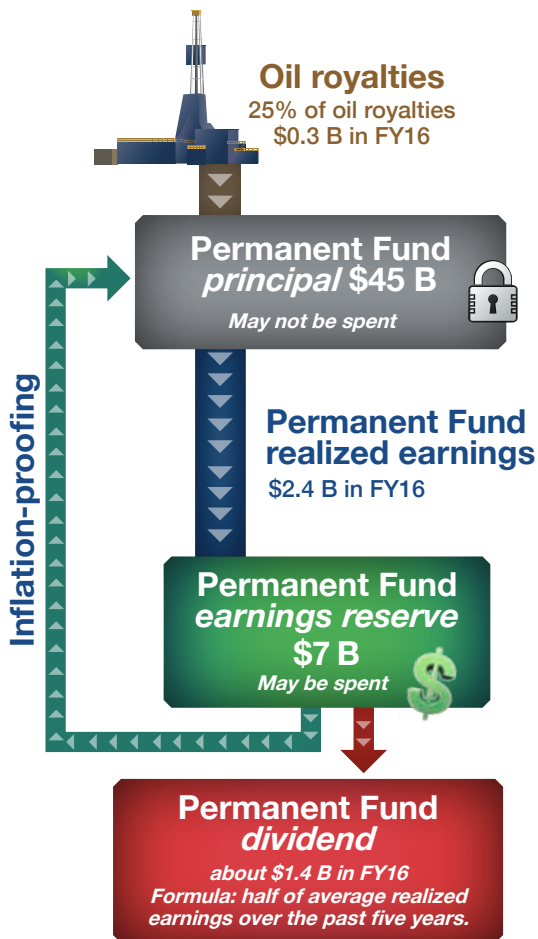 Oil royalties
25% of oil royalties
$0.3 B in FY16
Permanent Fund
principal $45 B
May not be spent
Inflation-proofing
Permanent Fund
realized earnings
$2.4 B in FY16
Permanent Fund
earnings reserve
$7 B
May be spent
$
Permanent Fund
dividend
about $1.4 B in FY16
Formula: half of average realized
earnings over the past five years.